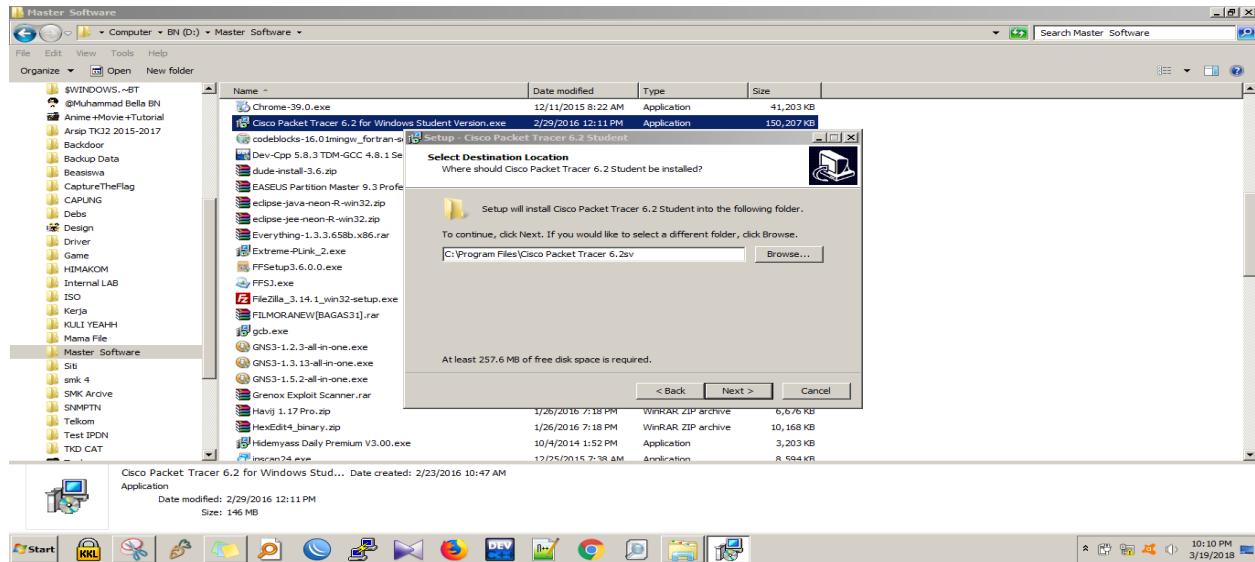 Master Software
Computer BN (D:) Master Software
Search Master Software
File Edit View Tools Help
Organize Open New folder
$WINDOWS.~BT
@Muhammad Bella BN
Anime+Movie+Tutorial
Arsip TKJ2 2015-2017
Backdoor
Backup Data
Beasiswa
CaptureTheFlag
CAPUNG
Debs
Design
Driver
Game
HIMAKOM
Internal LAB
ISO
Kerja
KULI YEAHH
Mama File
Master Software
Siti
smk 4
SMK Arcive
SNMPTN
Telkom
Test IPDN
TKD CAT
Name Date modified Type Size
Chrome-39.0.exe 12/11/2015 8:22 AM Application 41,203 KB
Cisco Packet Tracer 6.2 for Windows Student Version.exe 2/29/2016 12:11 PM Application 150,207 KB
codeblocks-16.01mingw_fortran-s
Dev-Cpp 5.8.3 TDM-GCC 4.8.1 Se
dude-install-3.6.zip
EASEUS Partition Master 9.3 Profe
eclipse-java-neon-R-win32.zip
eclipse-jee-neon-R-win32.zip
Everything-1.3.3.658b.x86.rar
Extreme-PLink_2.exe
FFSetup3.6.0.0.exe
FFSJ.exe
FileZilla_3.14.1_win32-setup.exe
FILMORANEW[BAGAS31].rar
gcb.exe
GNS3-1.2.3-all-in-one.exe
GNS3-1.3.13-all-in-one.exe
GNS3-1.5.2-all-in-one.exe
Grenox Exploit Scanner.rar
Havij 1.17 Pro.zip 1/26/2016 7:18 PM WinRAR ZIP archive 6,676 KB
HexEdit4_binary.zip 1/26/2016 7:18 PM WinRAR ZIP archive 10,168 KB
Hidemyass Daily Premium V3.00.exe 10/4/2014 1:52 PM Application 3,203 KB
ipscan24.exe 12/25/2015 7:38 AM Application 8,594 KB
Setup - Cisco Packet Tracer 6.2 Student
Select Destination Location
Where should Cisco Packet Tracer 6.2 Student be installed?
Setup will install Cisco Packet Tracer 6.2 Student into the following folder.
To continue, click Next. If you would like to select a different folder, click Browse.
C:\Program Files\Cisco Packet Tracer 6.2sv Browse...
At least 257.6 MB of free disk space is required.
< Back Next > Cancel
Cisco Packet Tracer 6.2 for Windows Stud... Date created: 2/23/2016 10:47 AM
Application
Date modified: 2/29/2016 12:11 PM
Size: 146 MB
Start
KKL
DEV
10:10 PM
3/19/2018